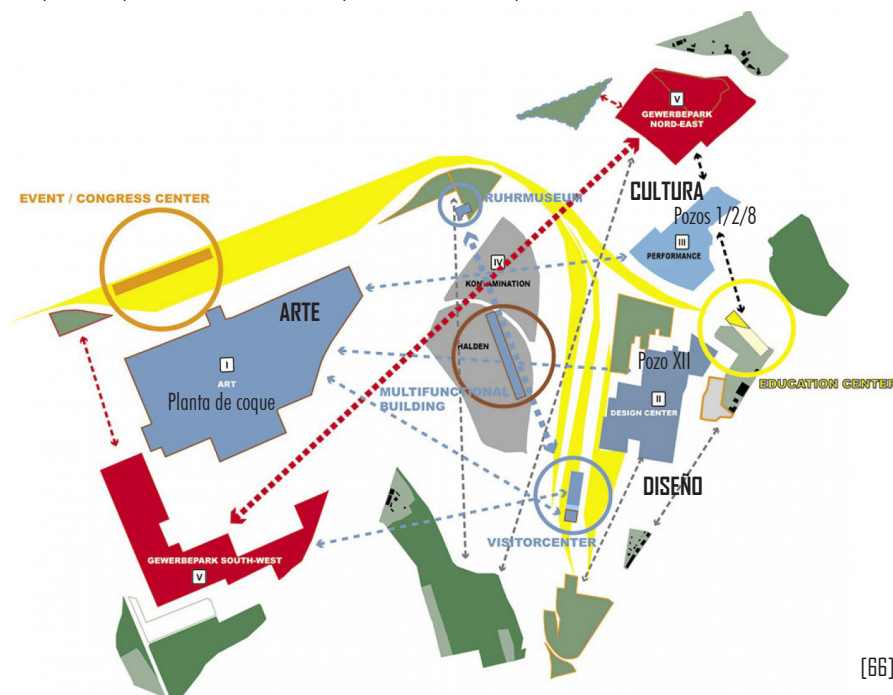 V
GEWERBEPARK
NORD-EAST
EVENT / CONGRESS CENTER
RUHRMUSEUM
CULTURA
Pozos 1/2/8
III
PERFORMANCE
IV
KONTAMINATION
ARTE
HALDEN
I
ART
Planta de coque
MULTIFUNCTIONAL
BUILDING
Pozo XII
II
DESIGN CENTER
EDUCATION CENTER
DISEÑO
VISITORCENTER
GEWERBEPARK SOUTH-WEST
V
[66]